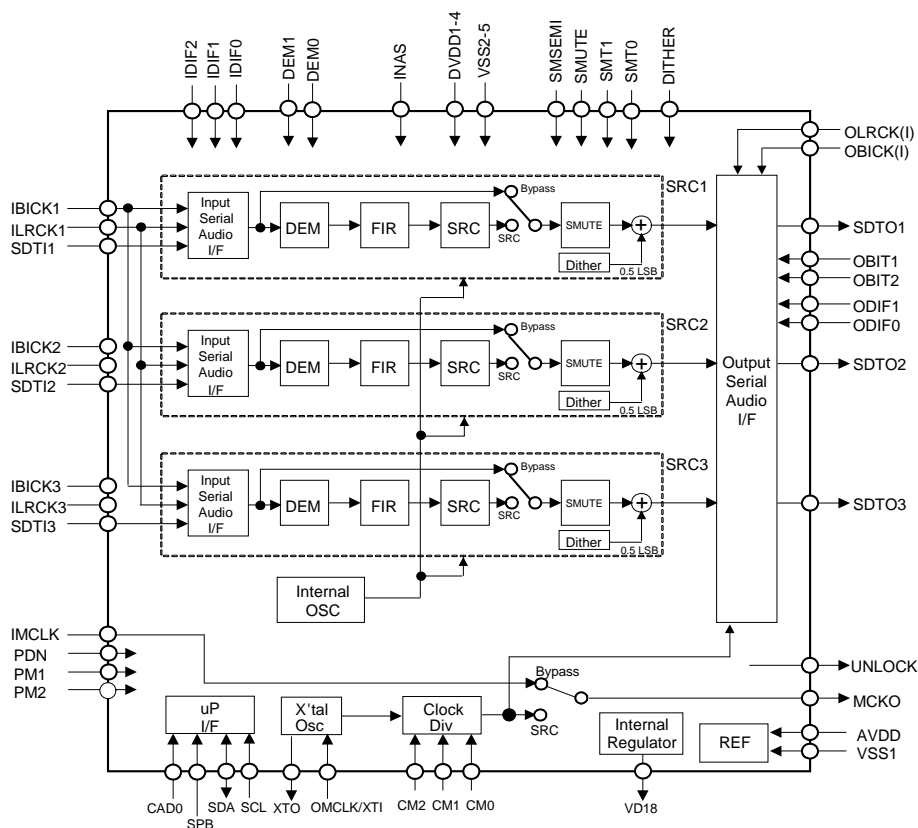 IDIF2
IDIF1
IDIF0
DEM1
DEM0
INAS
DVDD1-4
VSS2-5
SMSEMI
SMUTE
SMT1
SMT0
DITHER
OLRCK(I)
OBICK(I)
IBICK1
ILRCK1
SDTI1
Input
Serial
Audio
I/F
DEM
FIR
SRC
Bypass
SRC
SMUTE
Dither
0.5 LSB
SRC1
SDTO1
OBIT1
OBIT2
ODIF1
ODIF0
IBICK2
ILRCK2
SDTI2
Input
Serial
Audio
I/F
DEM
FIR
SRC
Bypass
SRC
SMUTE
Dither
0.5 LSB
SRC2
Output
Serial
Audio
I/F
SDTO2
IBICK3
ILRCK3
SDTI3
Input
Serial
Audio
I/F
DEM
FIR
SRC
Bypass
SRC
SMUTE
Dither
0.5 LSB
SRC3
SDTO3
Internal
OSC
IMCLK
PDN
PM1
PM2
Bypass
SRC
UNLOCK
MCKO
uP
I/F
X'tal
Osc
Clock
Div
Internal
Regulator
REF
AVDD
VSS1
CAD0
SPB
SDA
SCL
XTO
OMCLK/XTI
CM2
CM1
CM0
VD18